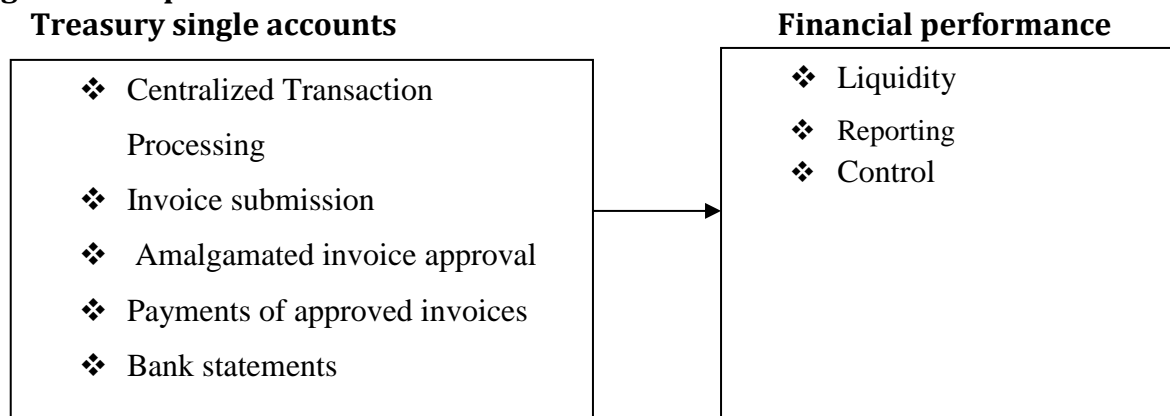 Treasury single accounts
Financial performance
❖ Centralized Transaction
Processing
❖ Invoice submission
❖ Amalgamated invoice approval
❖ Payments of approved invoices
❖ Bank statements
❖ Liquidity
❖ Reporting
❖ Control